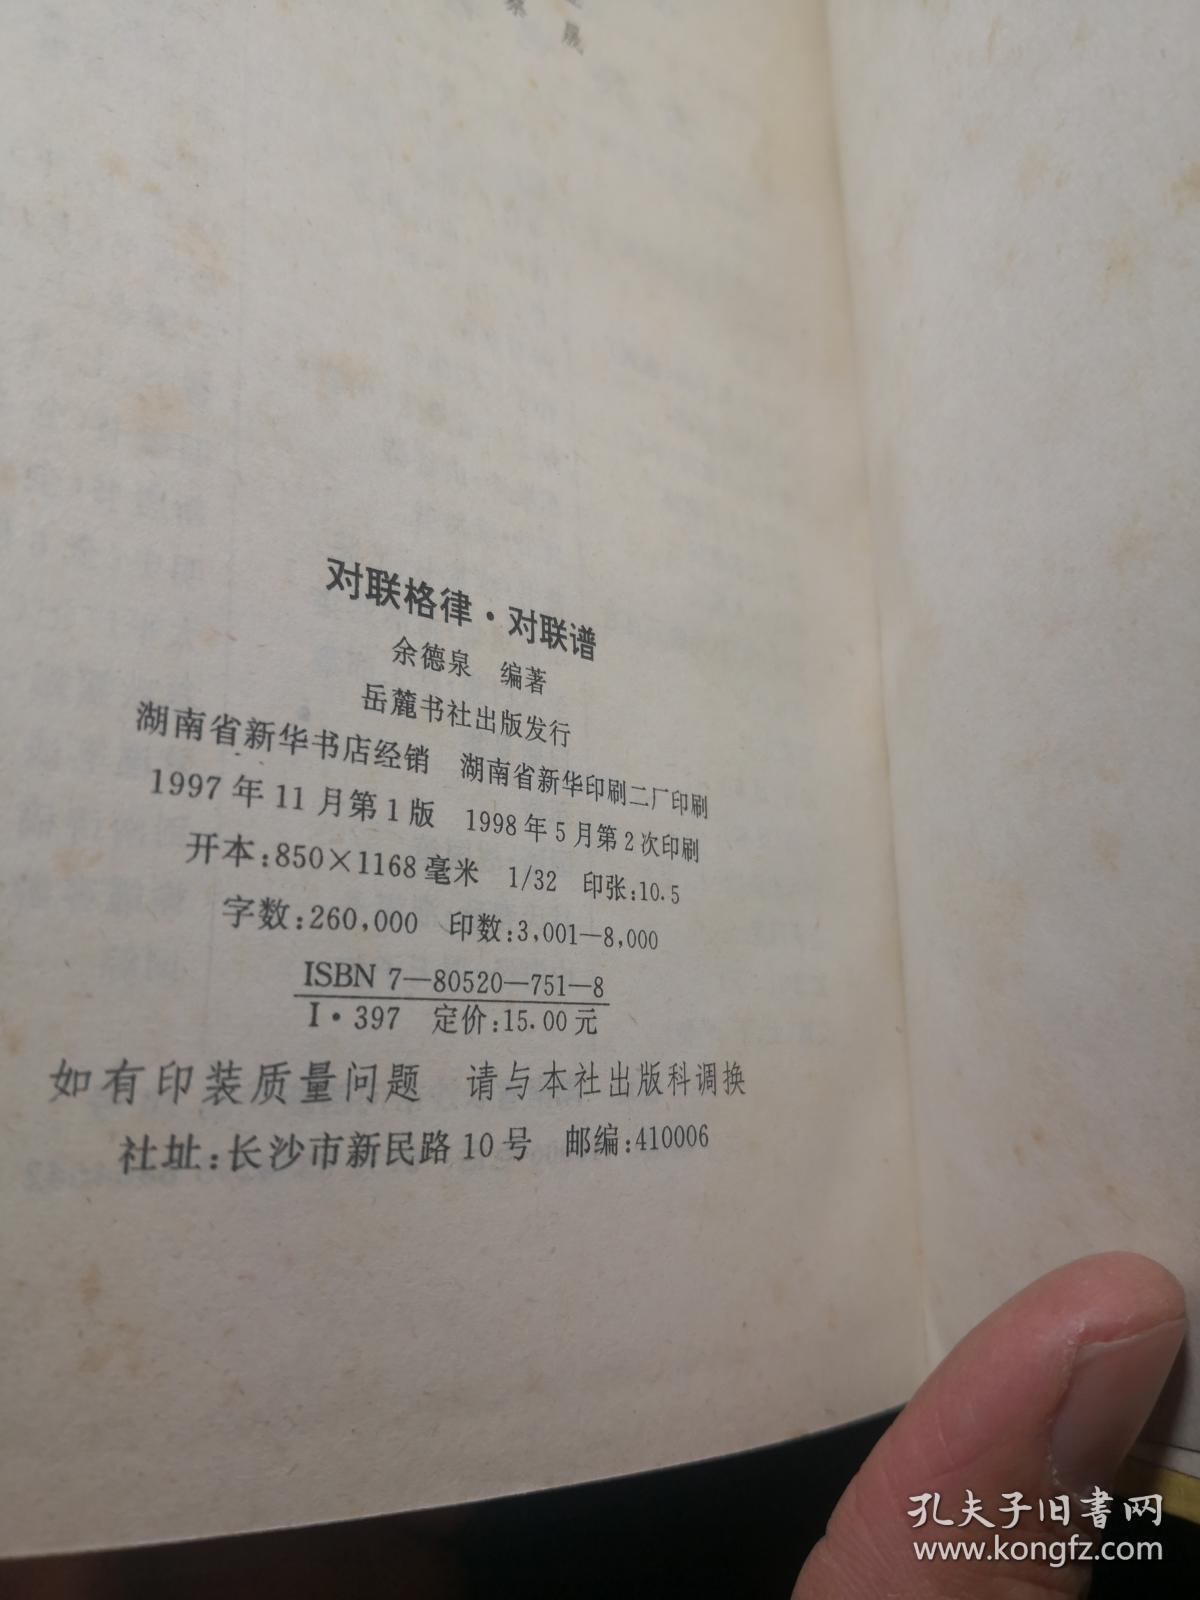 对联格律·对联谱
余德泉 编著
岳麓书社出版发行
湖南省新华书店经销 湖南省新华印刷二厂印刷
1997年11月第1版 1998年5月第2次印刷
开本:850×1168毫米 1/32 印张:10.5
字数:260,000 印数:3,001—8,000
ISBN 7—80520—751—8
I·397 定价:15.00元
如有印装质量问题 请与本社出版科调换
社址:长沙市新民路10号 邮编:410006
孔夫子旧書网
www.kongfz.com